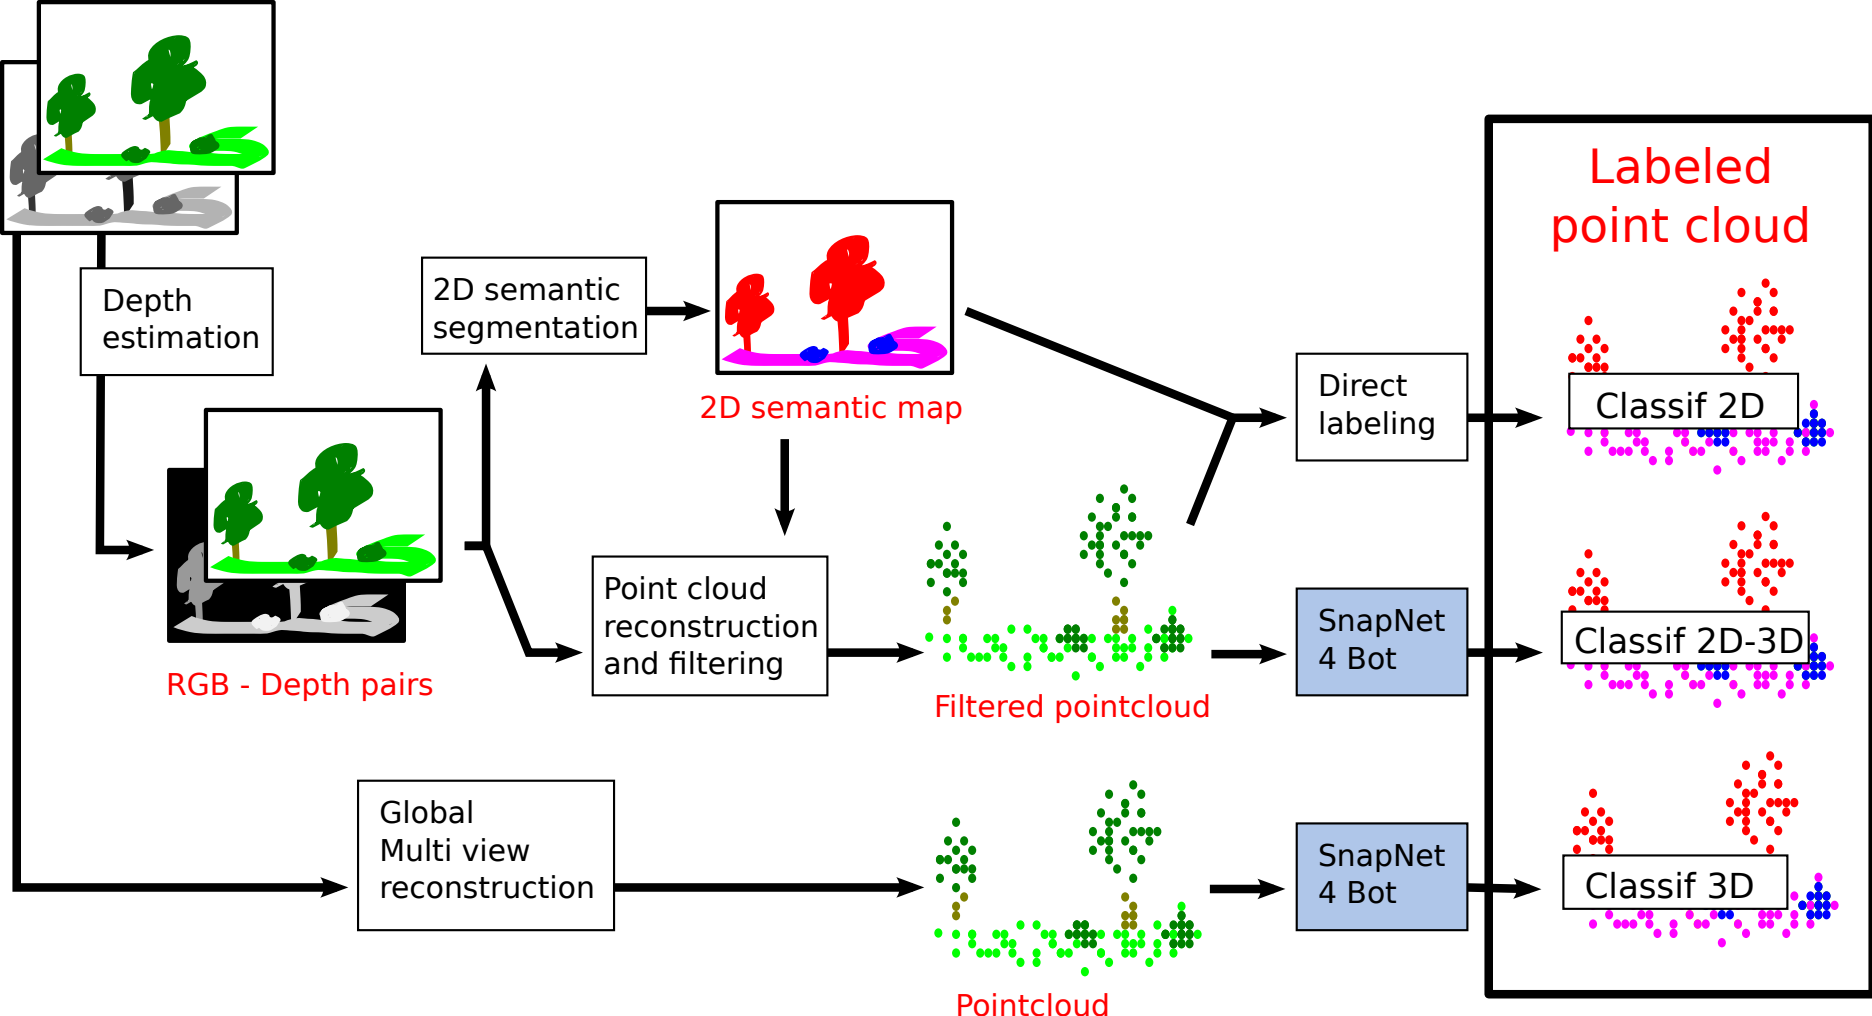 Labeled
point cloud
Depth
estimation
2D semantic
segmentation
2D semantic map
Direct
labeling
Classif 2D
RGB - Depth pairs
Point cloud
reconstruction
and filtering
Filtered pointcloud
SnapNet
4 Bot
Classif 2D-3D
Global
Multi view
reconstruction
Pointcloud
SnapNet
4 Bot
Classif 3D